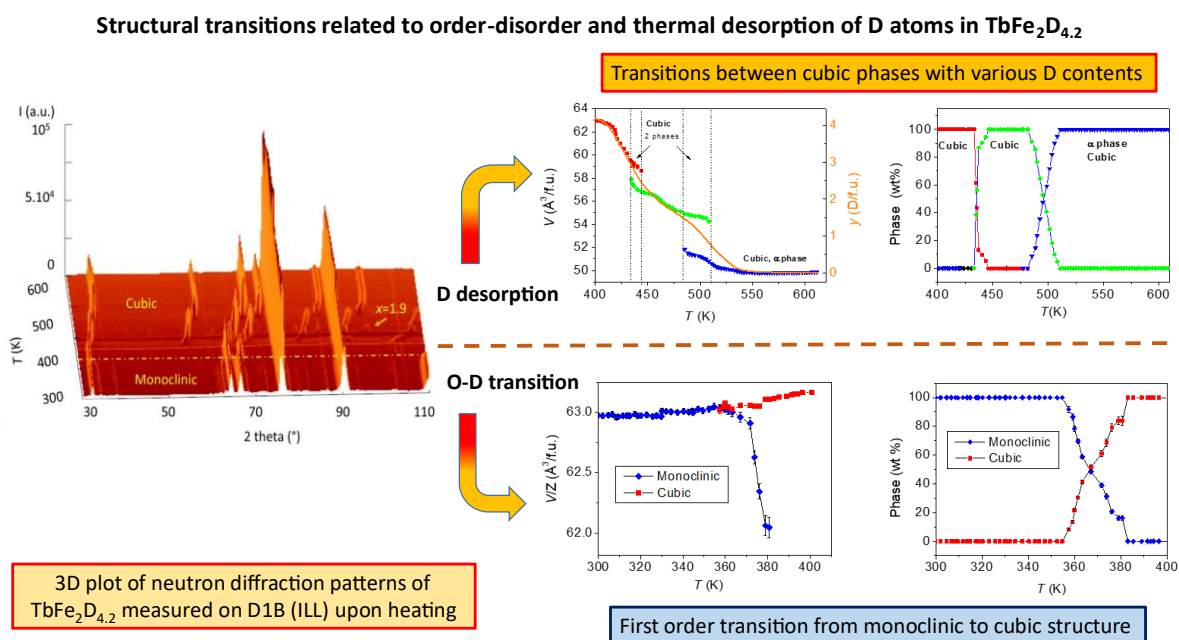 Structural transitions related to order-disorder and thermal desorption of D atoms in TbFe₂D₄.₂
Transitions between cubic phases with various D contents
I (a.u.)
10⁵
5.10⁴
0
600
500
400
300
T (K)
Cubic
x=1.9
Monoclinic
30
50
70
90
110
2 theta (°)
D desorption
O-D transition
64
62
60
58
56
54
52
50
V (Å³/f.u.)
Cubic
2 phases
Cubic, α phase
4
3
2
1
0
y (D/f.u.)
400
450
500
550
600
T (K)
100
80
60
40
20
0
Phase (wt%)
Cubic
Cubic
α phase
Cubic
400
450
500
550
600
T(K)
63.0
62.5
62.0
V/Z (Å³/f.u.)
Monoclinic
Cubic
300
320
340
360
380
400
T (K)
100
80
60
40
20
0
Phase (wt %)
Monoclinic
Cubic
300
320
340
360
380
400
T (K)
3D plot of neutron diffraction patterns of
TbFe₂D₄.₂ measured on D1B (ILL) upon heating
First order transition from monoclinic to cubic structure